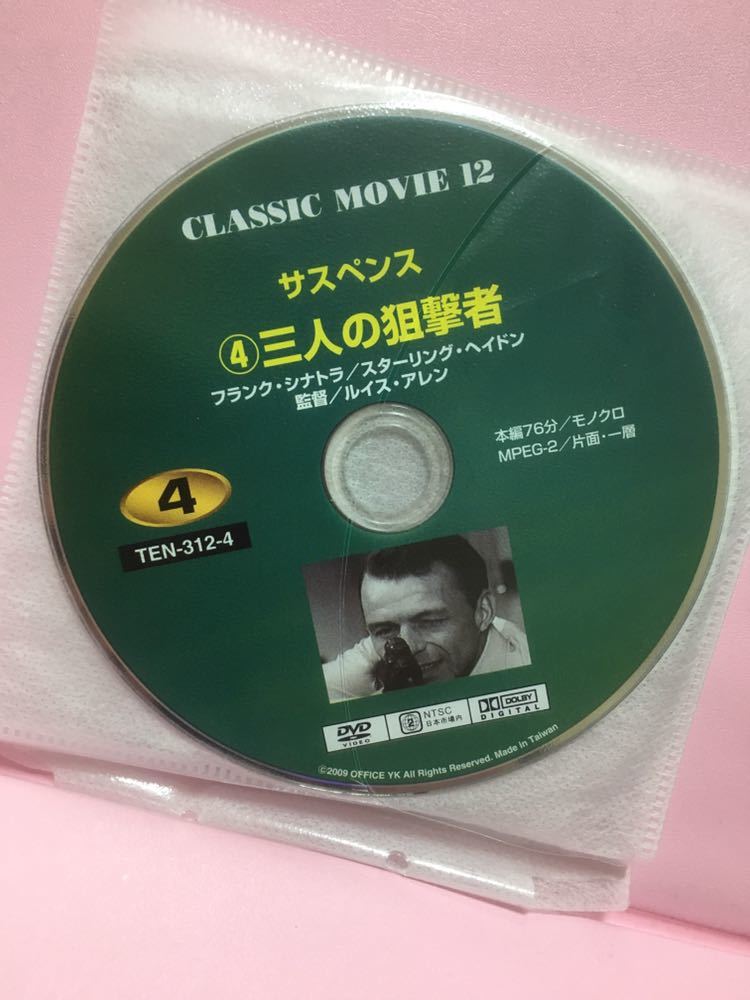 CLASSIC MOVIE 12
サスペンス
④三人の狙撃者
フランク・シナトラ/スターリング・ヘイドン
監督/ルイス・アレン
本編76分/モノクロ
MPEG-2/片面・一層
4
TEN-312-4
DVD
VIDEO
2
NTSC
日本市場内
DOLBY
DIGITAL
©2009 OFFICE YK All Rights Reserved. Made in Taiwan